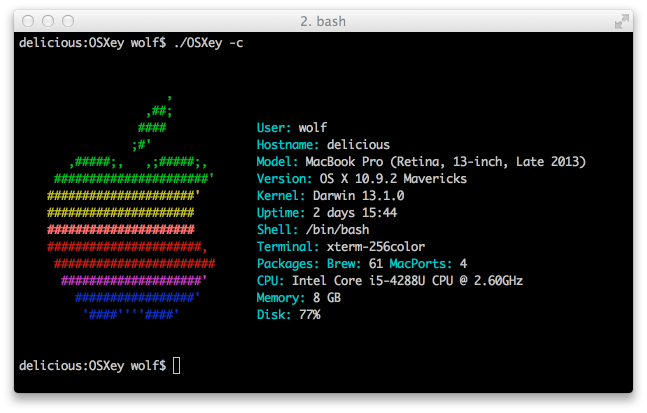 2. bash
delicious:OSXey wolf$ ./OSXey -c
,
,##;
#### User: wolf
;#' Hostname: delicious
,#####;, ,;#####;, Model: MacBook Pro (Retina, 13-inch, Late 2013)
######################' Version: OS X 10.9.2 Mavericks
#####################' Kernel: Darwin 13.1.0
##################### Uptime: 2 days 15:44
##################### Shell: /bin/bash
######################, Terminal: xterm-256color
####################### Packages: Brew: 61 MacPorts: 4
####################' CPU: Intel Core i5-4288U CPU @ 2.60GHz
#################' Memory: 8 GB
'####''''####' Disk: 77%
delicious:OSXey wolf$